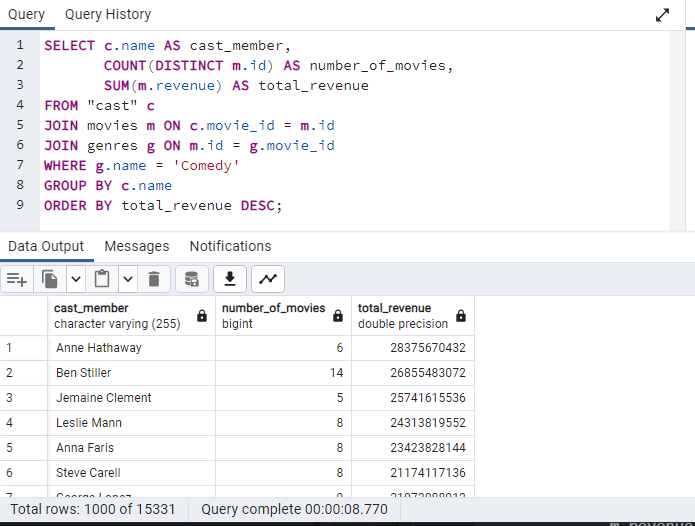 Query Query History
1 SELECT c.name AS cast_member,
2 COUNT(DISTINCT m.id) AS number_of_movies,
3 SUM(m.revenue) AS total_revenue
4 FROM "cast" c
5 JOIN movies m ON c.movie_id = m.id
6 JOIN genres g ON m.id = g.movie_id
7 WHERE g.name = 'Comedy'
8 GROUP BY c.name
9 ORDER BY total_revenue DESC;
Data Output Messages Notifications
cast_member number_of_movies total_revenue
character varying (255) bigint double precision
1 Anne Hathaway 6 28375670432
2 Ben Stiller 14 26855483072
3 Jemaine Clement 5 25741615536
4 Leslie Mann 8 24313819552
5 Anna Faris 8 23423828144
6 Steve Carell 8 21174117136
Total rows: 1000 of 15331 Query complete 00:00:08.770